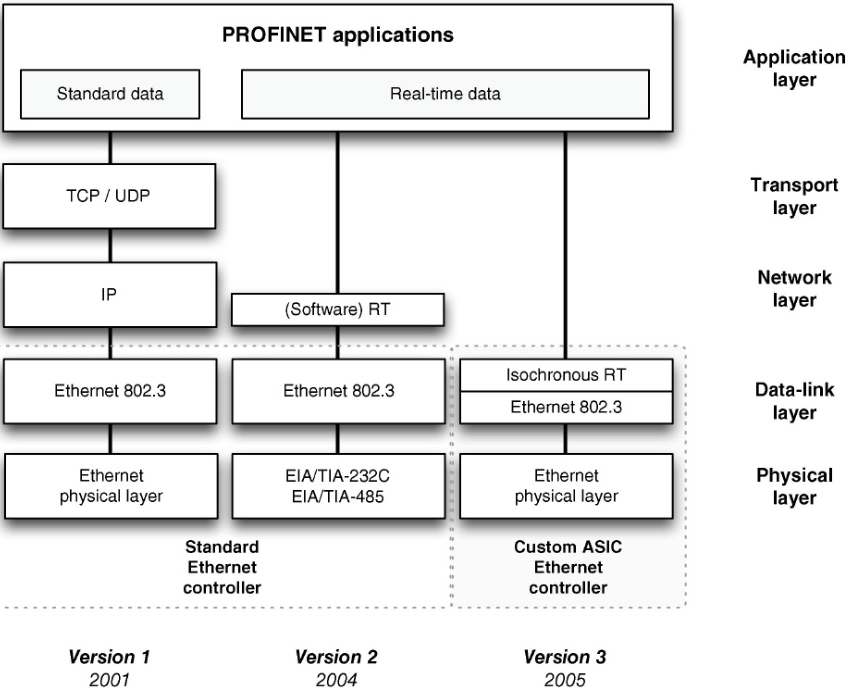 PROFINET applications
Application
layer
Standard data
Real-time data
TCP / UDP
Transport
layer
IP
(Software) RT
Network
layer
Ethernet 802.3
Ethernet 802.3
Isochronous RT
Ethernet 802.3
Data-link
layer
Ethernet
physical layer
EIA/TIA-232C
EIA/TIA-485
Ethernet
physical layer
Physical
layer
Standard
Ethernet
controller
Custom ASIC
Ethernet
controller
Version 1
2001
Version 2
2004
Version 3
2005